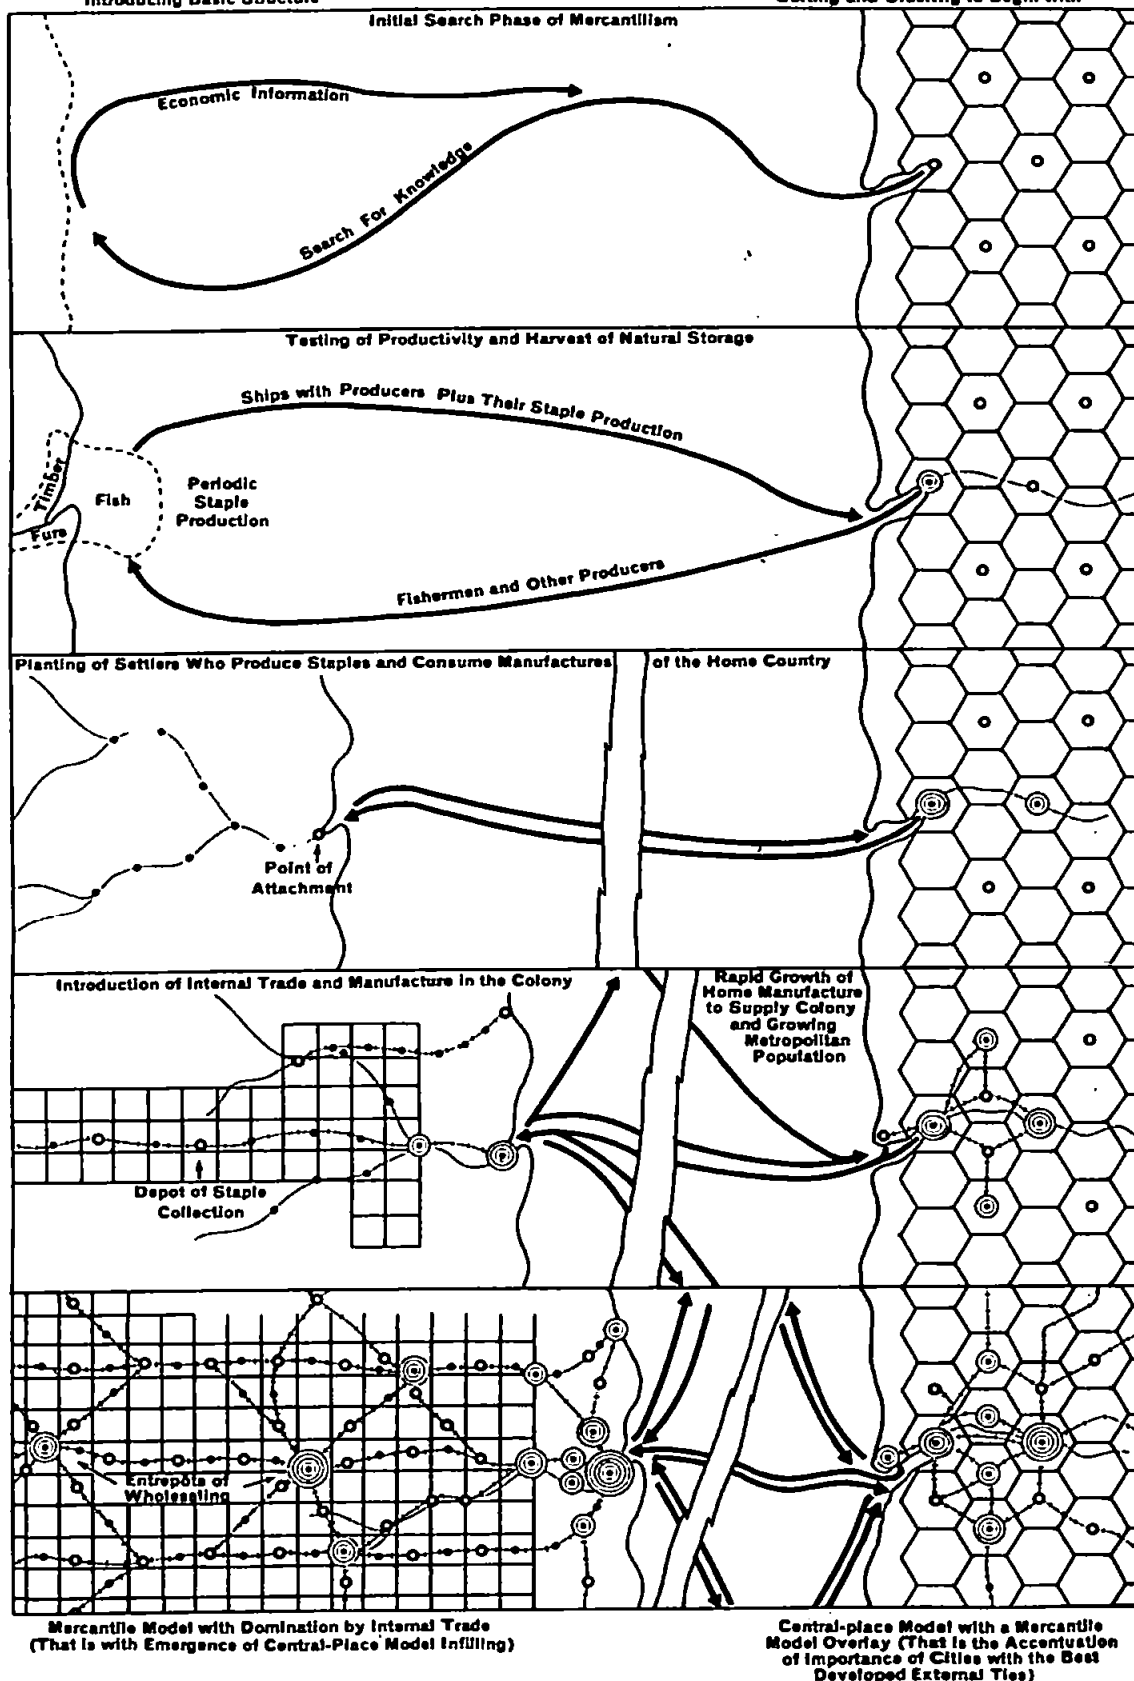 Initial Search Phase of Mercantilism
Economic Information
Search For Knowledge
Testing of Productivity and Harvest of Natural Storage
Ships with Producers Plus Their Staple Production
Timber
Fish
Furs
Periodic
Staple
Production
Fishermen and Other Producers
Planting of Settlers Who Produce Staples and Consume Manufactures of the Home Country
Point of
Attachment
Introduction of Internal Trade and Manufacture in the Colony
Rapid Growth of
Home Manufacture
to Supply Colony
and Growing
Metropolitan
Population
Depot of Staple
Collection
Entrepôts of
Wholesaling
Mercantile Model with Domination by Internal Trade
(That is with Emergence of Central-Place Model Infilling)
Central-place Model with a Mercantile
Model Overlay (That is the Accentuation
of Importance of Cities with the Best
Developed External Ties)